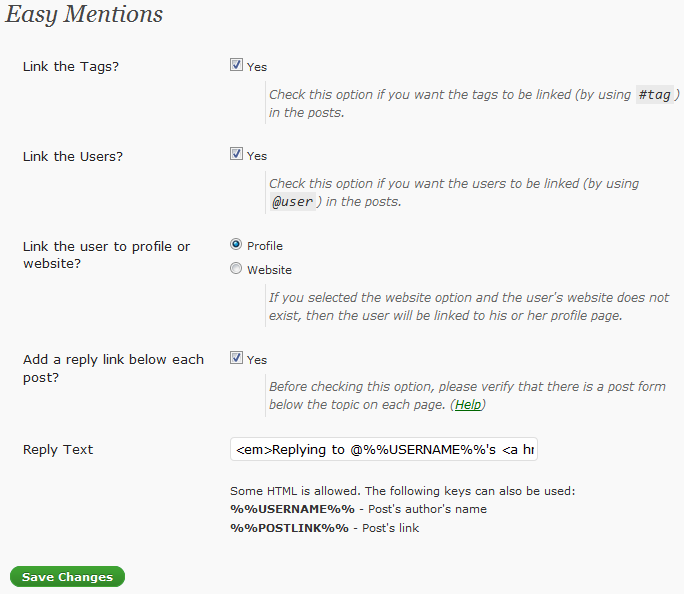 Easy Mentions
Link the Tags?
Yes
Check this option if you want the tags to be linked (by using #tag)
in the posts.
Link the Users?
Yes
Check this option if you want the users to be linked (by using
@user) in the posts.
Link the user to profile or
website?
Profile
Website
If you selected the website option and the user's website does not
exist, then the user will be linked to his or her profile page.
Add a reply link below each
post?
Yes
Before checking this option, please verify that there is a post form
below the topic on each page. (Help)
Reply Text
<em>Replying to @%%USERNAME%%'s <a hr
Some HTML is allowed. The following keys can also be used:
%%USERNAME%% - Post's author's name
%%POSTLINK%% - Post's link
Save Changes